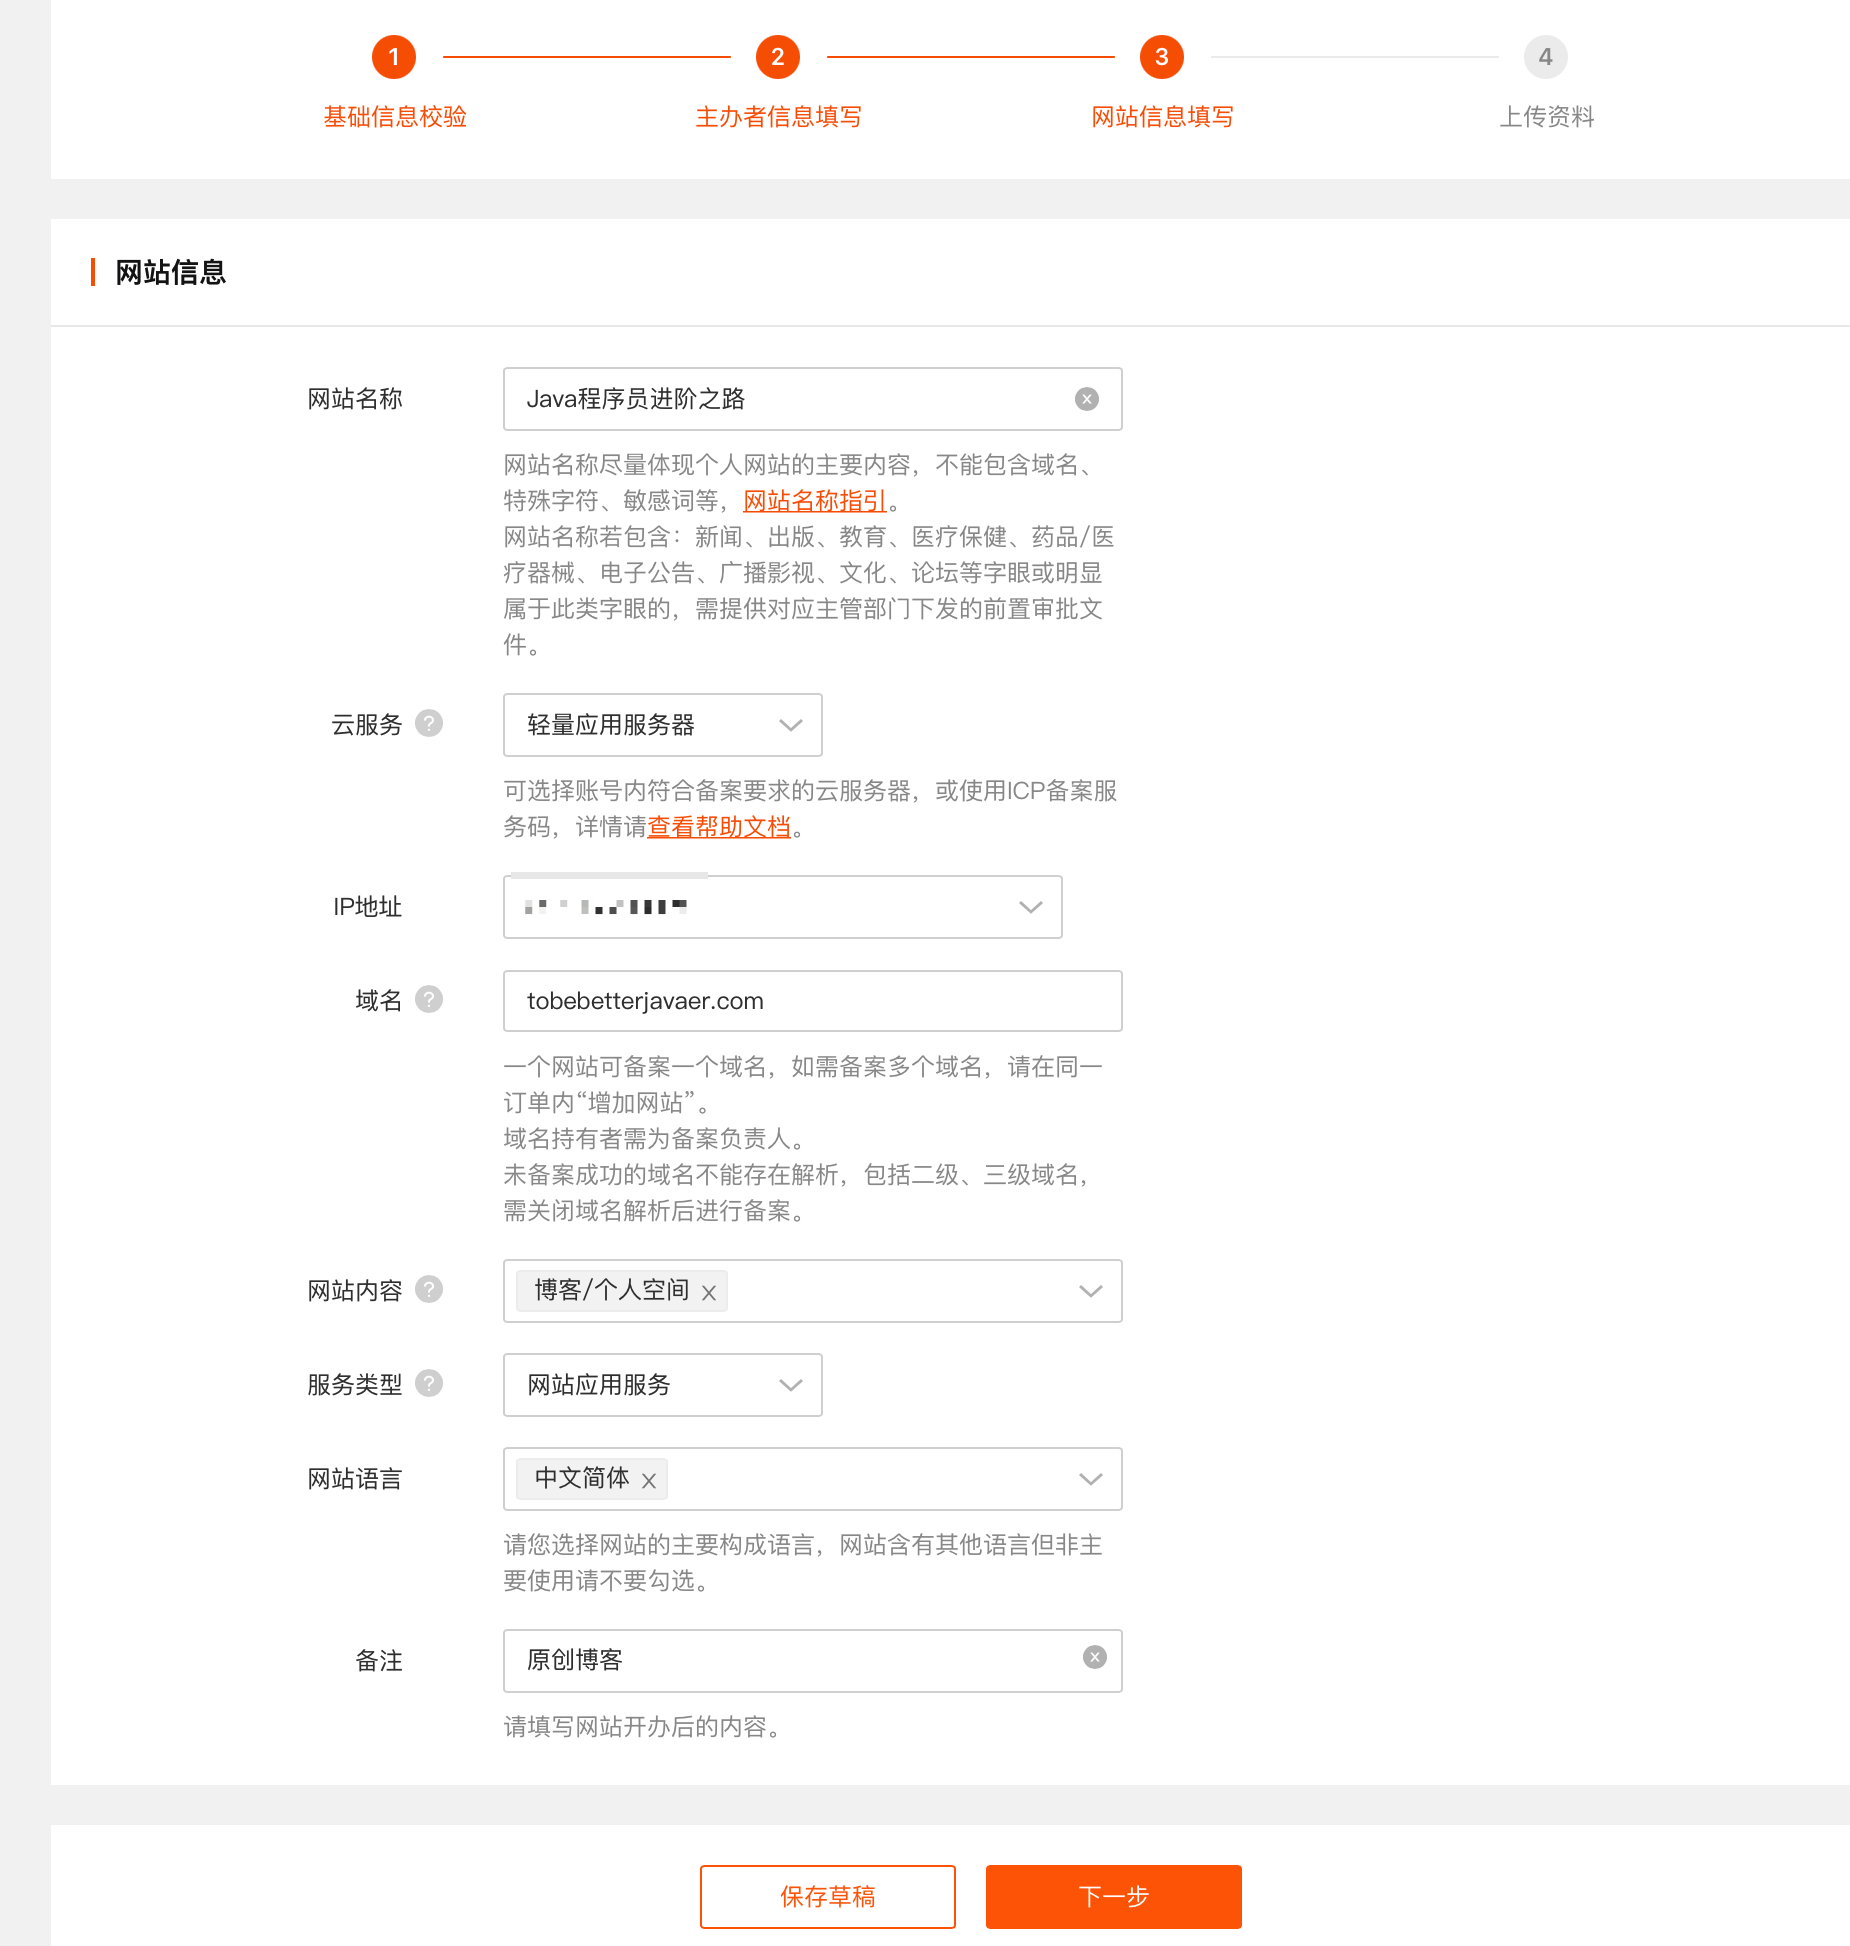 1
2
3
4
基础信息校验
主办者信息填写
网站信息填写
上传资料
网站信息
网站名称
Java程序员进阶之路
网站名称尽量体现个人网站的主要内容，不能包含域名、
特殊字符、敏感词等，网站名称指引。
网站名称若包含：新闻、出版、教育、医疗保健、药品/医
疗器械、电子公告、广播影视、文化、论坛等字眼或明显
属于此类字眼的，需提供对应主管部门下发的前置审批文
件。
云服务 ?
轻量应用服务器
可选择账号内符合备案要求的云服务器，或使用ICP备案服
务码，详情请查看帮助文档。
IP地址
域名 ?
tobebetterjavaer.com
一个网站可备案一个域名，如需备案多个域名，请在同一
订单内“增加网站”。
域名持有者需为备案负责人。
未备案成功的域名不能存在解析，包括二级、三级域名，
需关闭域名解析后进行备案。
网站内容 ?
博客/个人空间
服务类型 ?
网站应用服务
网站语言
中文简体
请您选择网站的主要构成语言，网站含有其他语言但非主
要使用请不要勾选。
备注
原创博客
请填写网站开办后的内容。
保存草稿
下一步